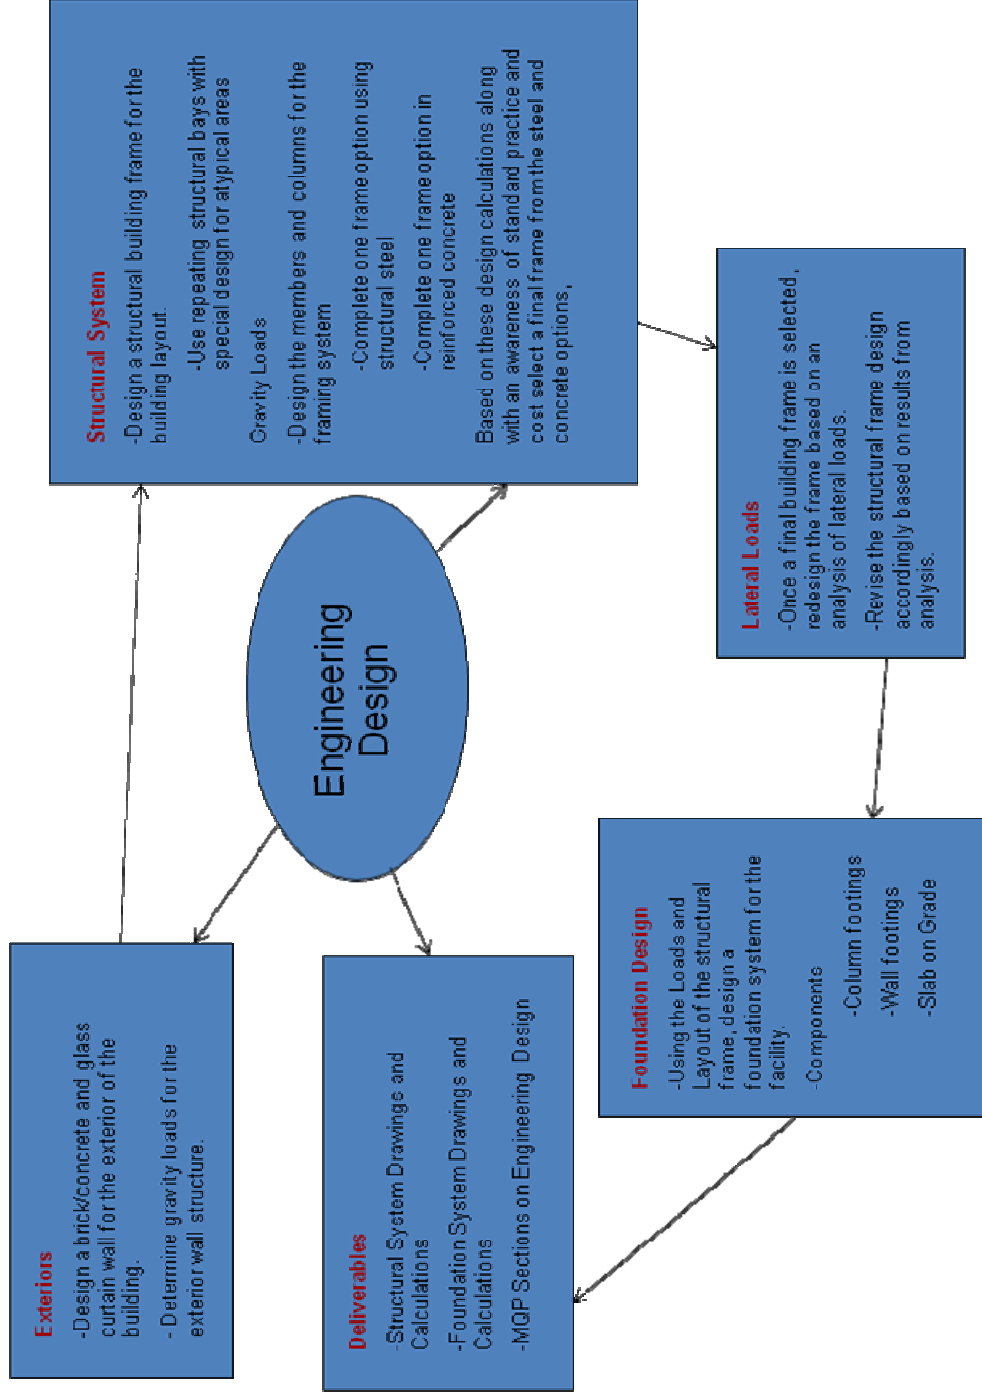 Exteriors
-Design a brick/concrete and glass
curtain wall for the exterior of the
building.
- Determine gravity loads for the
exterior wall structure.
Engineering
Design
Structural System
-Design a structural building frame for the
building layout.
-Use repeating structural bays with
special design for atypical areas
Gravity Loads
-Design the members and columns for the
framing system
-Complete one frame option using
structural steel
-Complete one frame option in
reinforced concrete
Based on these design calculations along
with an awareness of standard practice and
cost select a final frame from the steel and
concrete options,
Deliverables
-Structural System Drawings and
Calculations
-Foundation System Drawings and
Calculations
-MQP Sections on Engineering Design
Foundation Design
-Using the Loads and
Layout of the structural
frame, design a
foundation system for the
facility.
-Components
-Column footings
-Wall footings
-Slab on Grade
Lateral Loads
-Once a final building frame is selected,
redesign the frame based on an
analysis of lateral loads.
-Revise the structural frame design
accordingly based on results from
analysis.